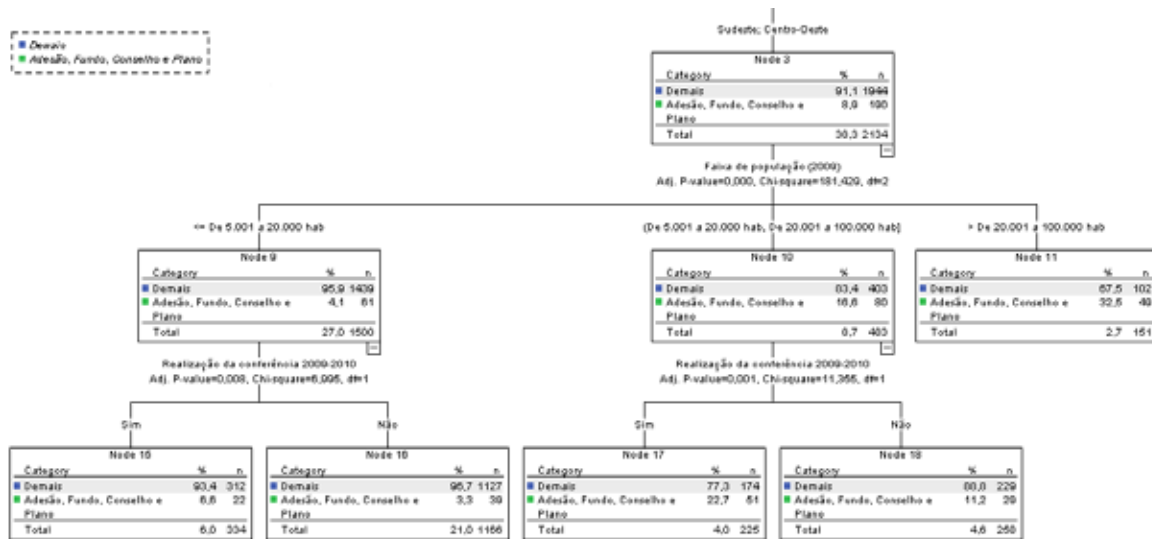 Demais
Adesão, Fundo, Conselho e Plano
Sudeste; Centro-Oeste
Node 3
Category % n
Demais 91,1 1944
Adesão, Fundo, Conselho e 8,9 190
Plano
Total 38,3 2134
Faixa de população (2009)
Adj. P-value=0,000, Chi-square=181,429, df=2
<= De 5.001 a 20.000 hab
(De 5.001 a 20.000 hab, De 20.001 a 100.000 hab]
> De 20.001 a 100.000 hab
Node 9
Category % n
Demais 95,9 1439
Adesão, Fundo, Conselho e 4,1 61
Plano
Total 27,0 1500
Node 10
Category % n
Demais 83,4 403
Adesão, Fundo, Conselho e 16,6 80
Plano
Total 8,7 483
Node 11
Category % n
Demais 67,5 102
Adesão, Fundo, Conselho e 32,5 49
Plano
Total 2,7 151
Realização da conferência 2009-2010
Adj. P-value=0,008, Chi-square=6,995, df=1
Realização da conferência 2009-2010
Adj. P-value=0,001, Chi-square=11,355, df=1
Sim
Não
Sim
Não
Node 15
Category % n
Demais 93,4 312
Adesão, Fundo, Conselho e 6,6 22
Plano
Total 6,0 334
Node 16
Category % n
Demais 96,7 1127
Adesão, Fundo, Conselho e 3,3 39
Plano
Total 21,0 1166
Node 17
Category % n
Demais 77,3 174
Adesão, Fundo, Conselho e 22,7 51
Plano
Total 4,0 225
Node 18
Category % n
Demais 88,8 229
Adesão, Fundo, Conselho e 11,2 29
Plano
Total 4,6 258